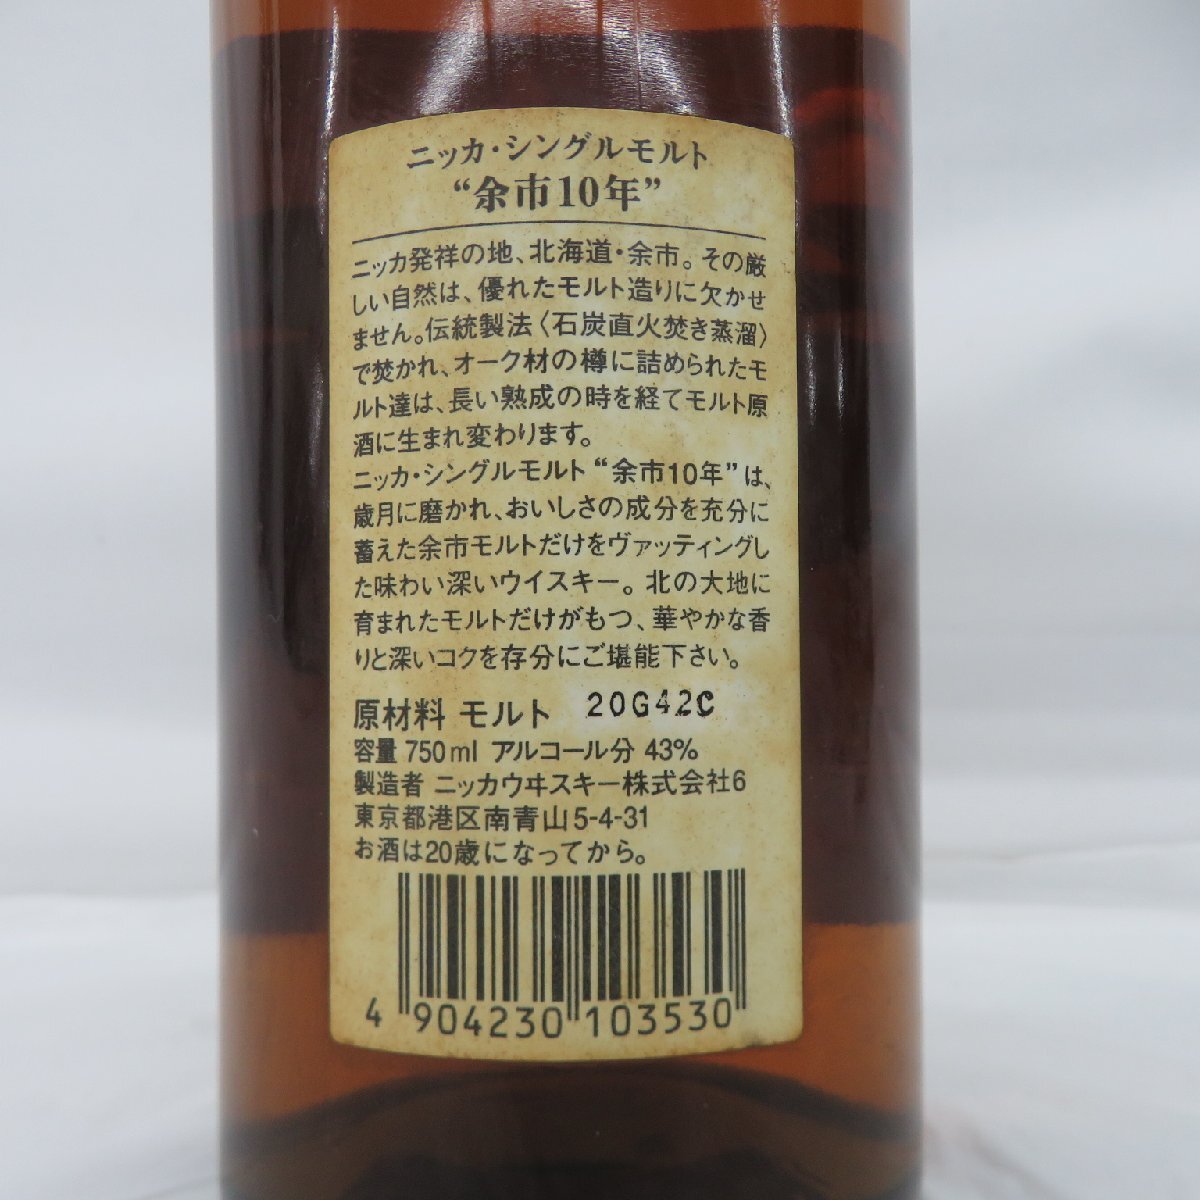 ニッカ・シングルモルト
“余市10年”
ニッカ発祥の地、北海道・余市。その厳
しい自然は、優れたモルト造りに欠かせ
ません。伝統製法〈石炭直火焚き蒸溜〉
で焚かれ、オーク材の樽に詰められたモ
ルト達は、長い熟成の時を経てモルト原
酒に生まれ変わります。
ニッカ・シングルモルト“余市10年”は、
歳月に磨かれ、おいしさの成分を充分に
蓄えた余市モルトだけをヴァッティングし
た味わい深いウイスキー。北の大地に
育まれたモルトだけがもつ、華やかな香
りと深いコクを存分にご堪能下さい。
原材料 モルト 20G42C
容量 750ml アルコール分 43%
製造者 ニッカウヰスキー株式会社6
東京都港区南青山5-4-31
お酒は20歳になってから。
4 904230 103530